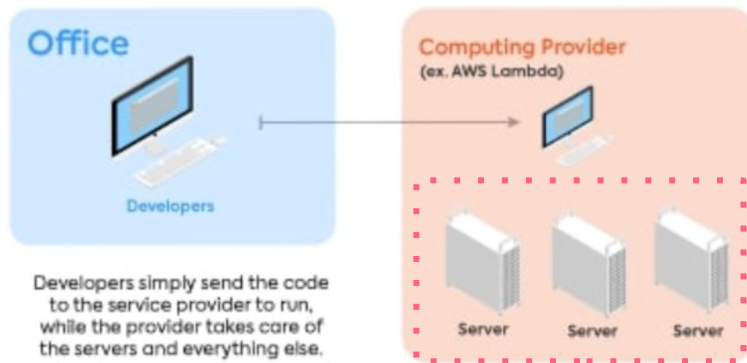 Office
Developers
Developers simply send the code
to the service provider to run,
while the provider takes care of
the servers and everything else.
Computing Provider
(ex. AWS Lambda)
Server
Server
Server